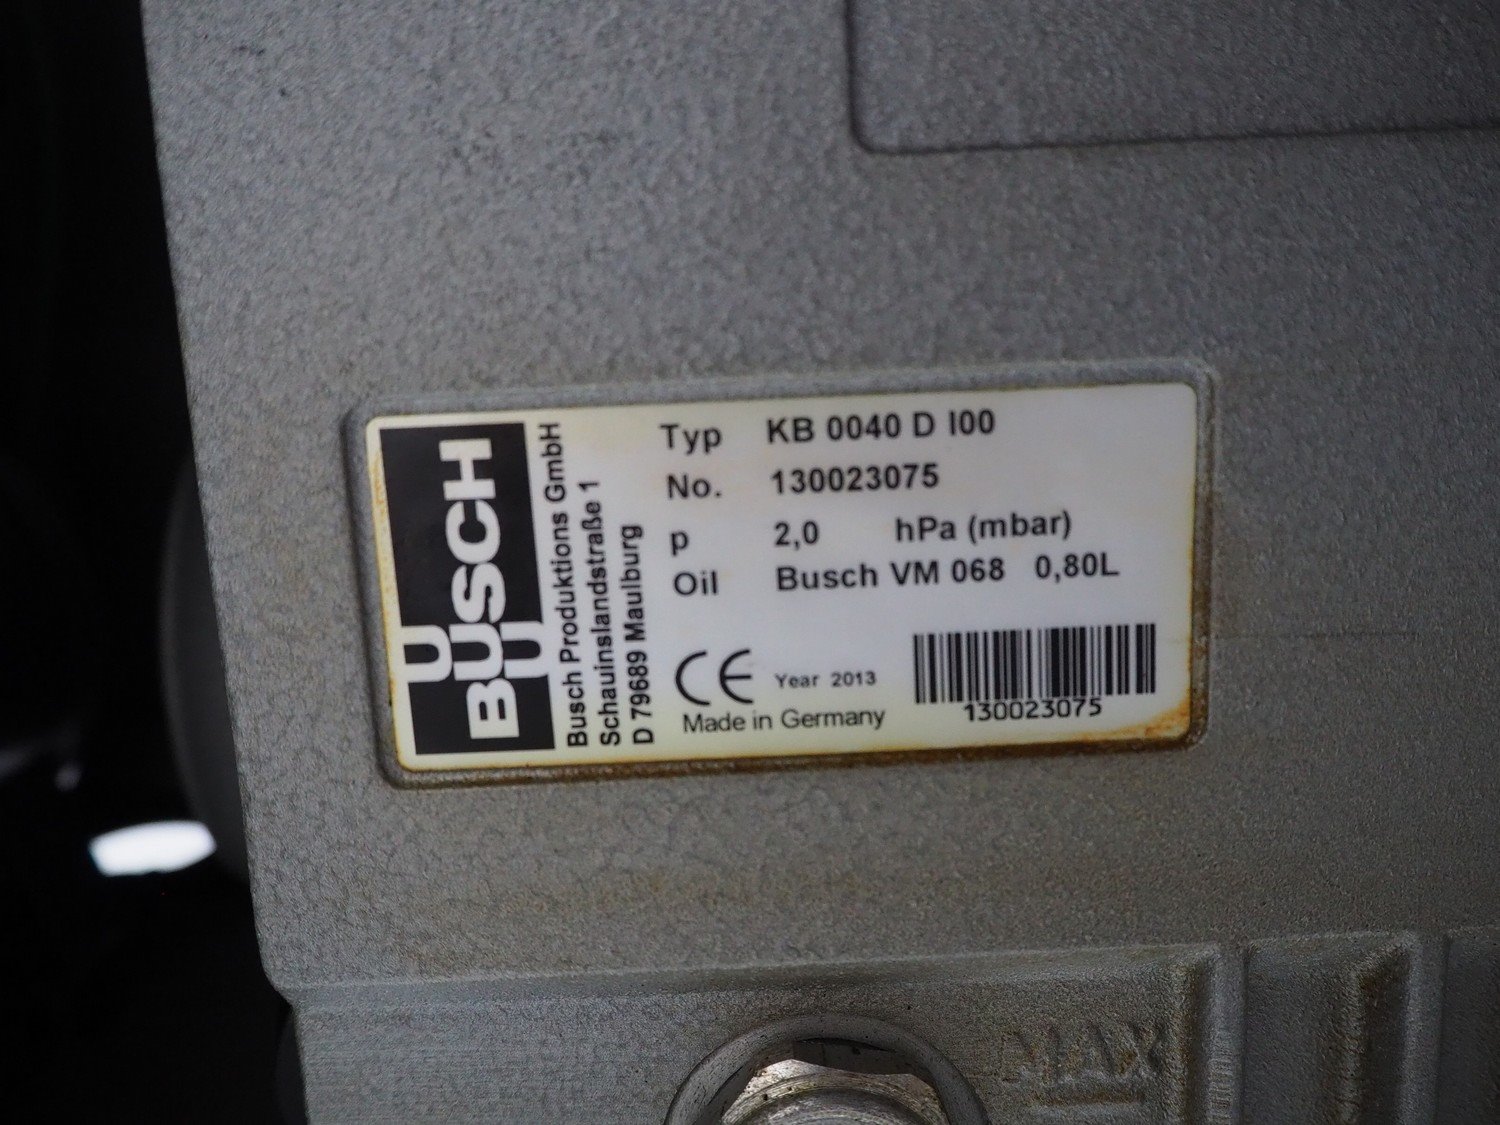 BUSCH
U
U
Busch Produktions GmbH
Schauinslandstraße 1
D 79689 Maulburg
Typ KB 0040 D I00
No. 130023075
p 2,0 hPa (mbar)
Oil Busch VM 068 0,80L
CE Year 2013
Made in Germany
130023075
MAX